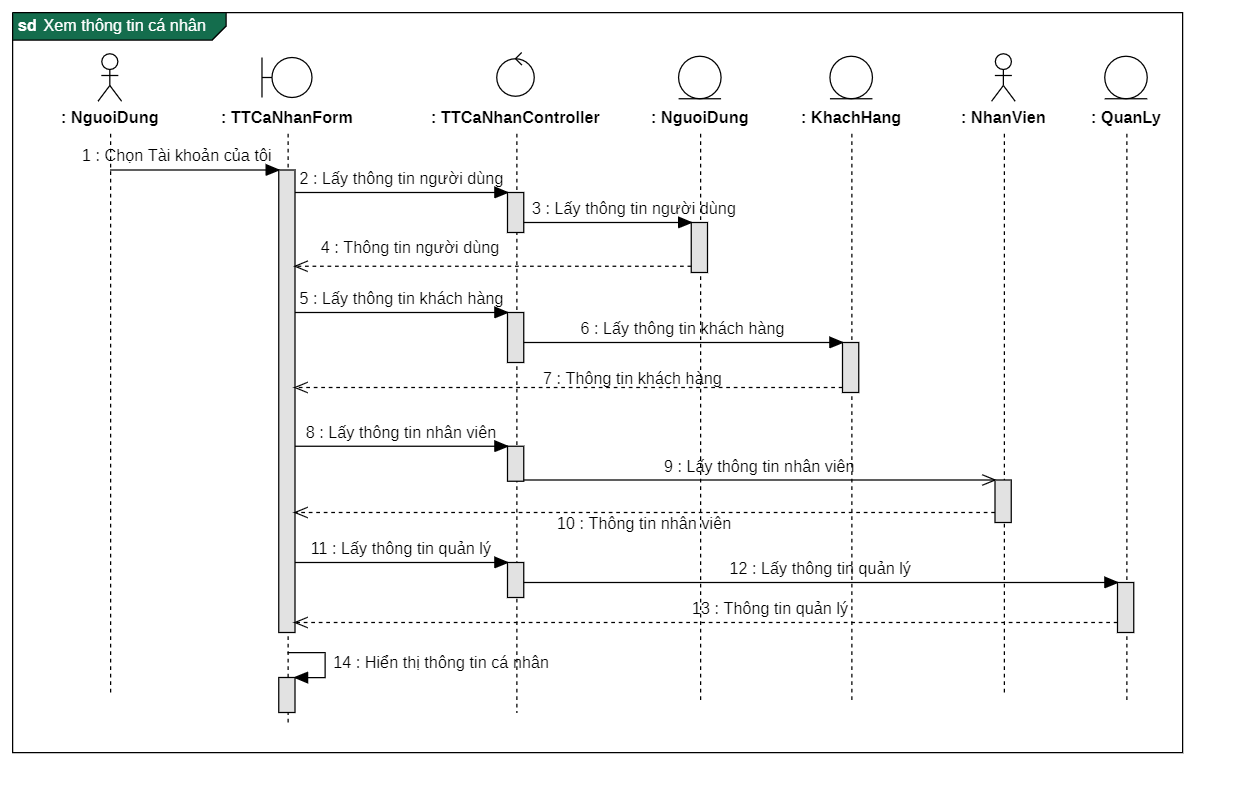 sd Xem thông tin cá nhân
: NguoiDung
: TTCaNhanForm
: TTCaNhanController
: NguoiDung
: KhachHang
: NhanVien
: QuanLy
1 : Chọn Tài khoản của tôi
2 : Lấy thông tin người dùng
3 : Lấy thông tin người dùng
4 : Thông tin người dùng
5 : Lấy thông tin khách hàng
6 : Lấy thông tin khách hàng
7 : Thông tin khách hàng
8 : Lấy thông tin nhân viên
9 : Lấy thông tin nhân viên
10 : Thông tin nhân viên
11 : Lấy thông tin quản lý
12 : Lấy thông tin quản lý
13 : Thông tin quản lý
14 : Hiển thị thông tin cá nhân